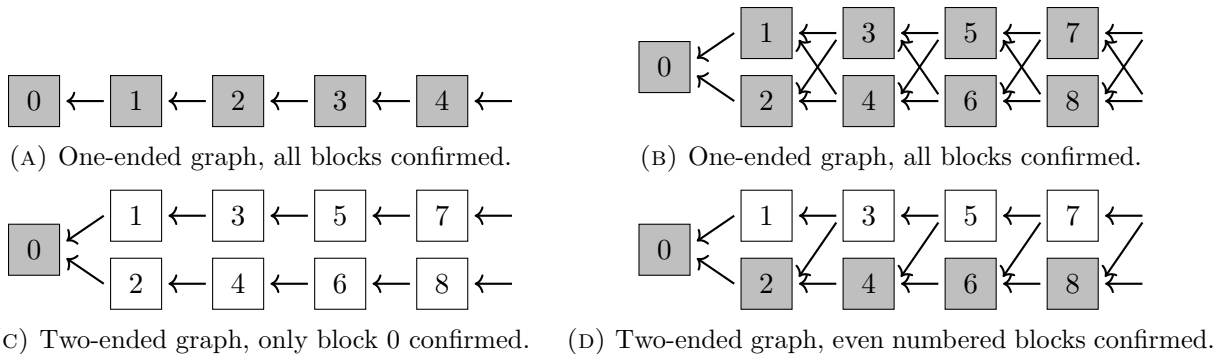 0 1 2 3 4
(A) One-ended graph, all blocks confirmed.
0 1 3 5 7
2 4 6 8
(B) One-ended graph, all blocks confirmed.
0 1 3 5 7
2 4 6 8
C) Two-ended graph, only block 0 confirmed.
0 1 3 5 7
2 4 6 8
(D) Two-ended graph, even numbered blocks confirmed.